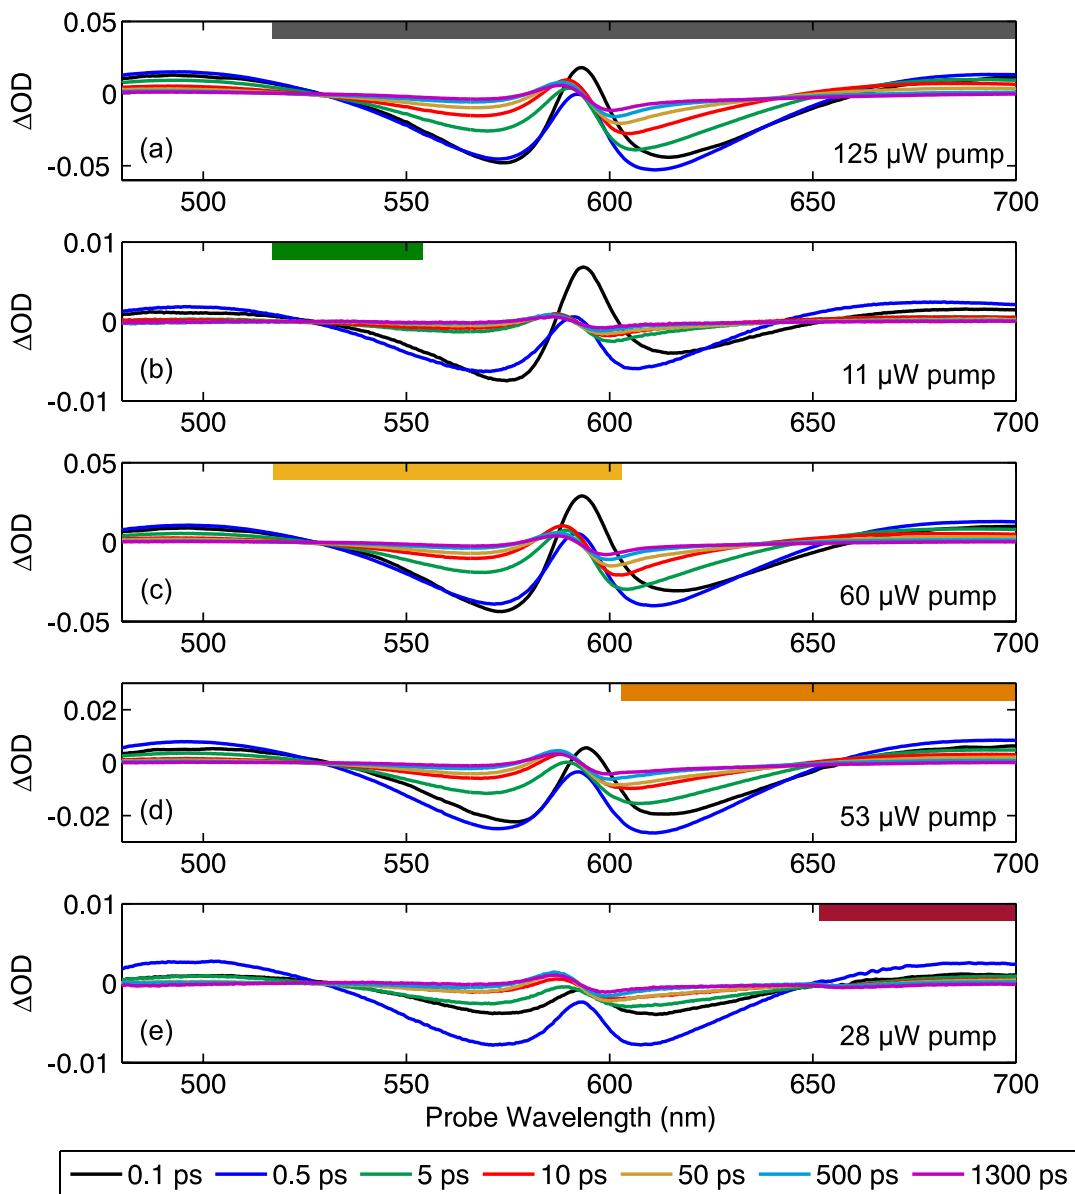 0.05
0
-0.05
ΔOD
(a)
125 µW pump
500 550 600 650 700
0.01
0
-0.01
ΔOD
(b)
11 µW pump
500 550 600 650 700
0.05
0
-0.05
ΔOD
(c)
60 µW pump
500 550 600 650 700
0.02
0
-0.02
ΔOD
(d)
53 µW pump
500 550 600 650 700
0.01
0
-0.01
ΔOD
(e)
28 µW pump
500 550 600 650 700
Probe Wavelength (nm)
0.1 ps 0.5 ps 5 ps 10 ps 50 ps 500 ps 1300 ps